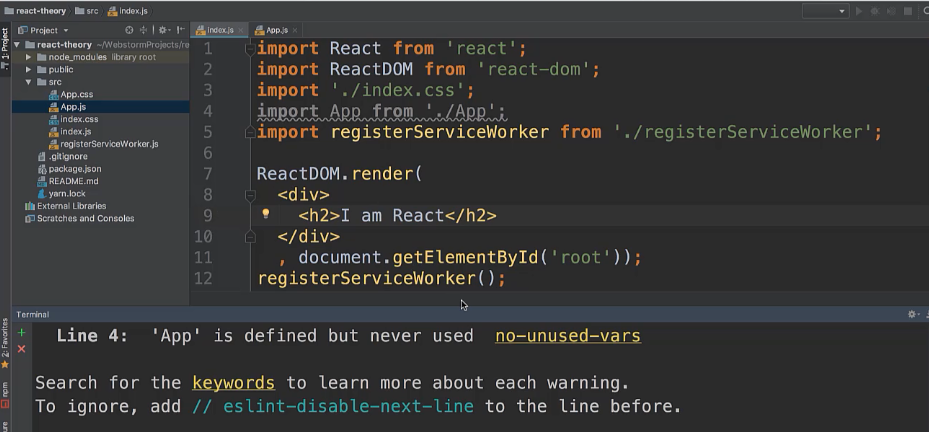 react-theory src index.js
Project
index.js App.js
react-theory ~/WebstormProjects/re
node_modules library root
public
src
App.css
App.js
index.css
index.js
registerServiceWorker.js
.gitignore
package.json
README.md
yarn.lock
External Libraries
Scratches and Consoles
1: Project
1 import React from 'react';
2 import ReactDOM from 'react-dom';
3 import './index.css';
4 import App from './App';
5 import registerServiceWorker from './registerServiceWorker';
6
7 ReactDOM.render(
8 <div>
9 <h2>I am React</h2>
10 </div>
11 , document.getElementById('root'));
12 registerServiceWorker();
Terminal
2: Favorites
npm
Line 4: 'App' is defined but never used no-unused-vars
Search for the keywords to learn more about each warning.
To ignore, add // eslint-disable-next-line to the line before.